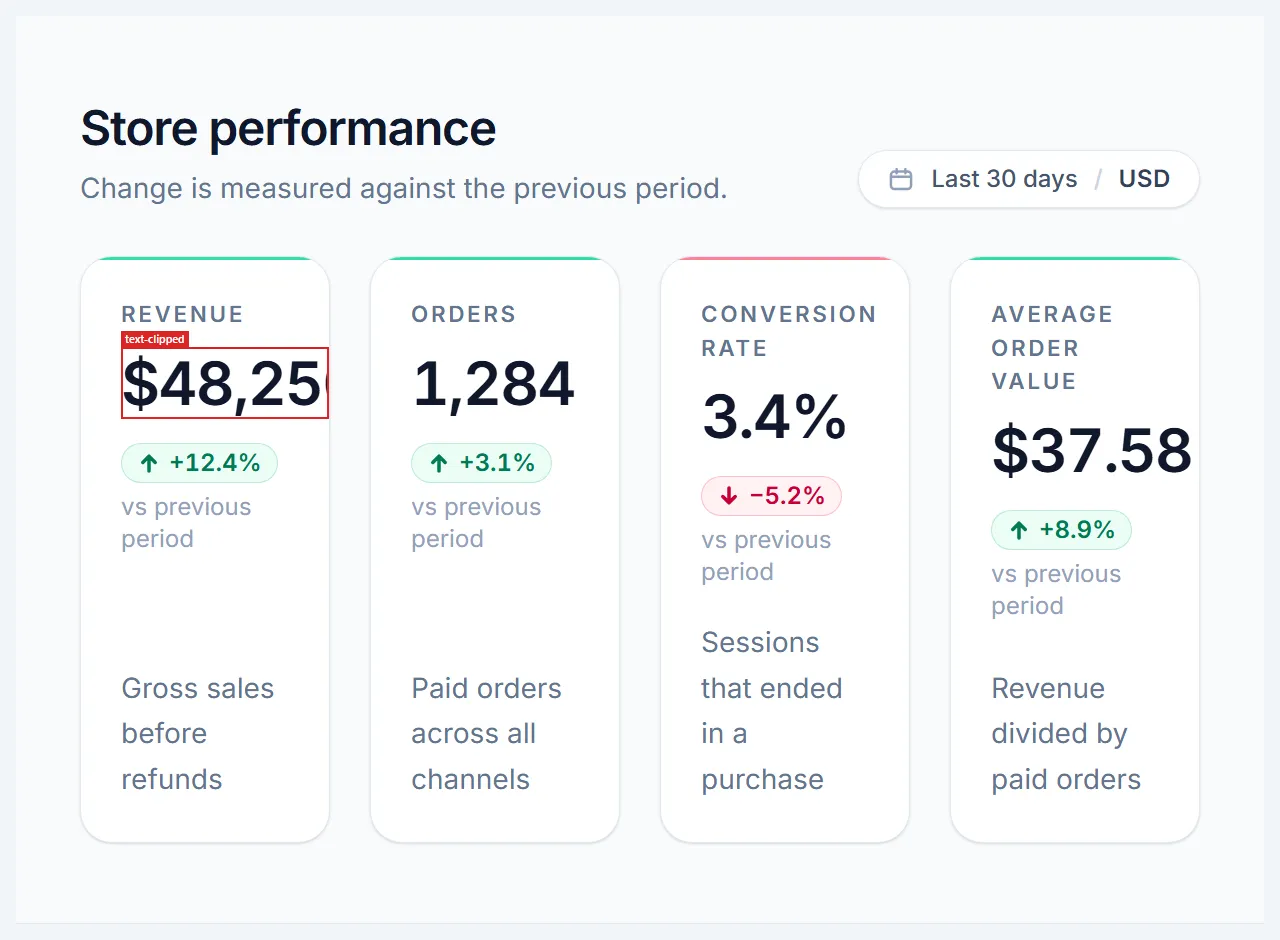 Store performance
Change is measured against the previous period.
Last 30 days / USD
REVENUE
text-clipped
$48,25
+12.4%
vs previous
period
Gross sales
before
refunds
ORDERS
1,284
+3.1%
vs previous
period
Paid orders
across all
channels
CONVERSION
RATE
3.4%
−5.2%
vs previous
period
Sessions
that ended
in a
purchase
AVERAGE
ORDER
VALUE
$37.58
+8.9%
vs previous
period
Revenue
divided by
paid orders